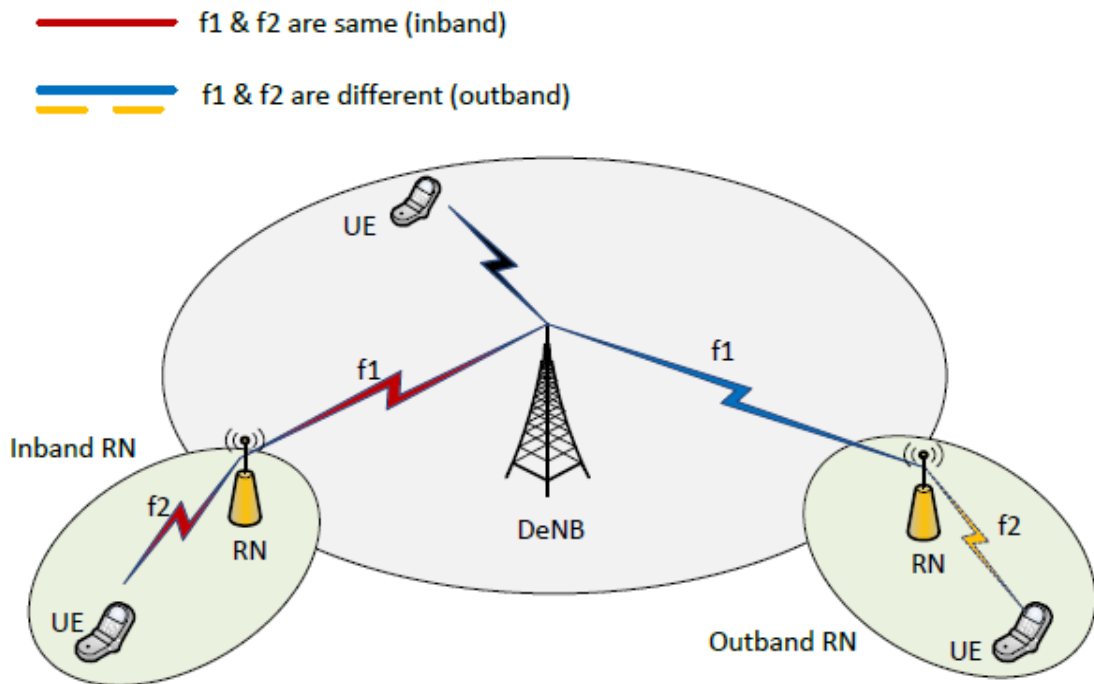 f1 & f2 are same (inband)
f1 & f2 are different (outband)
UE
f1
f1
Inband RN
f2
RN
DeNB
f2
RN
UE
Outband RN
UE